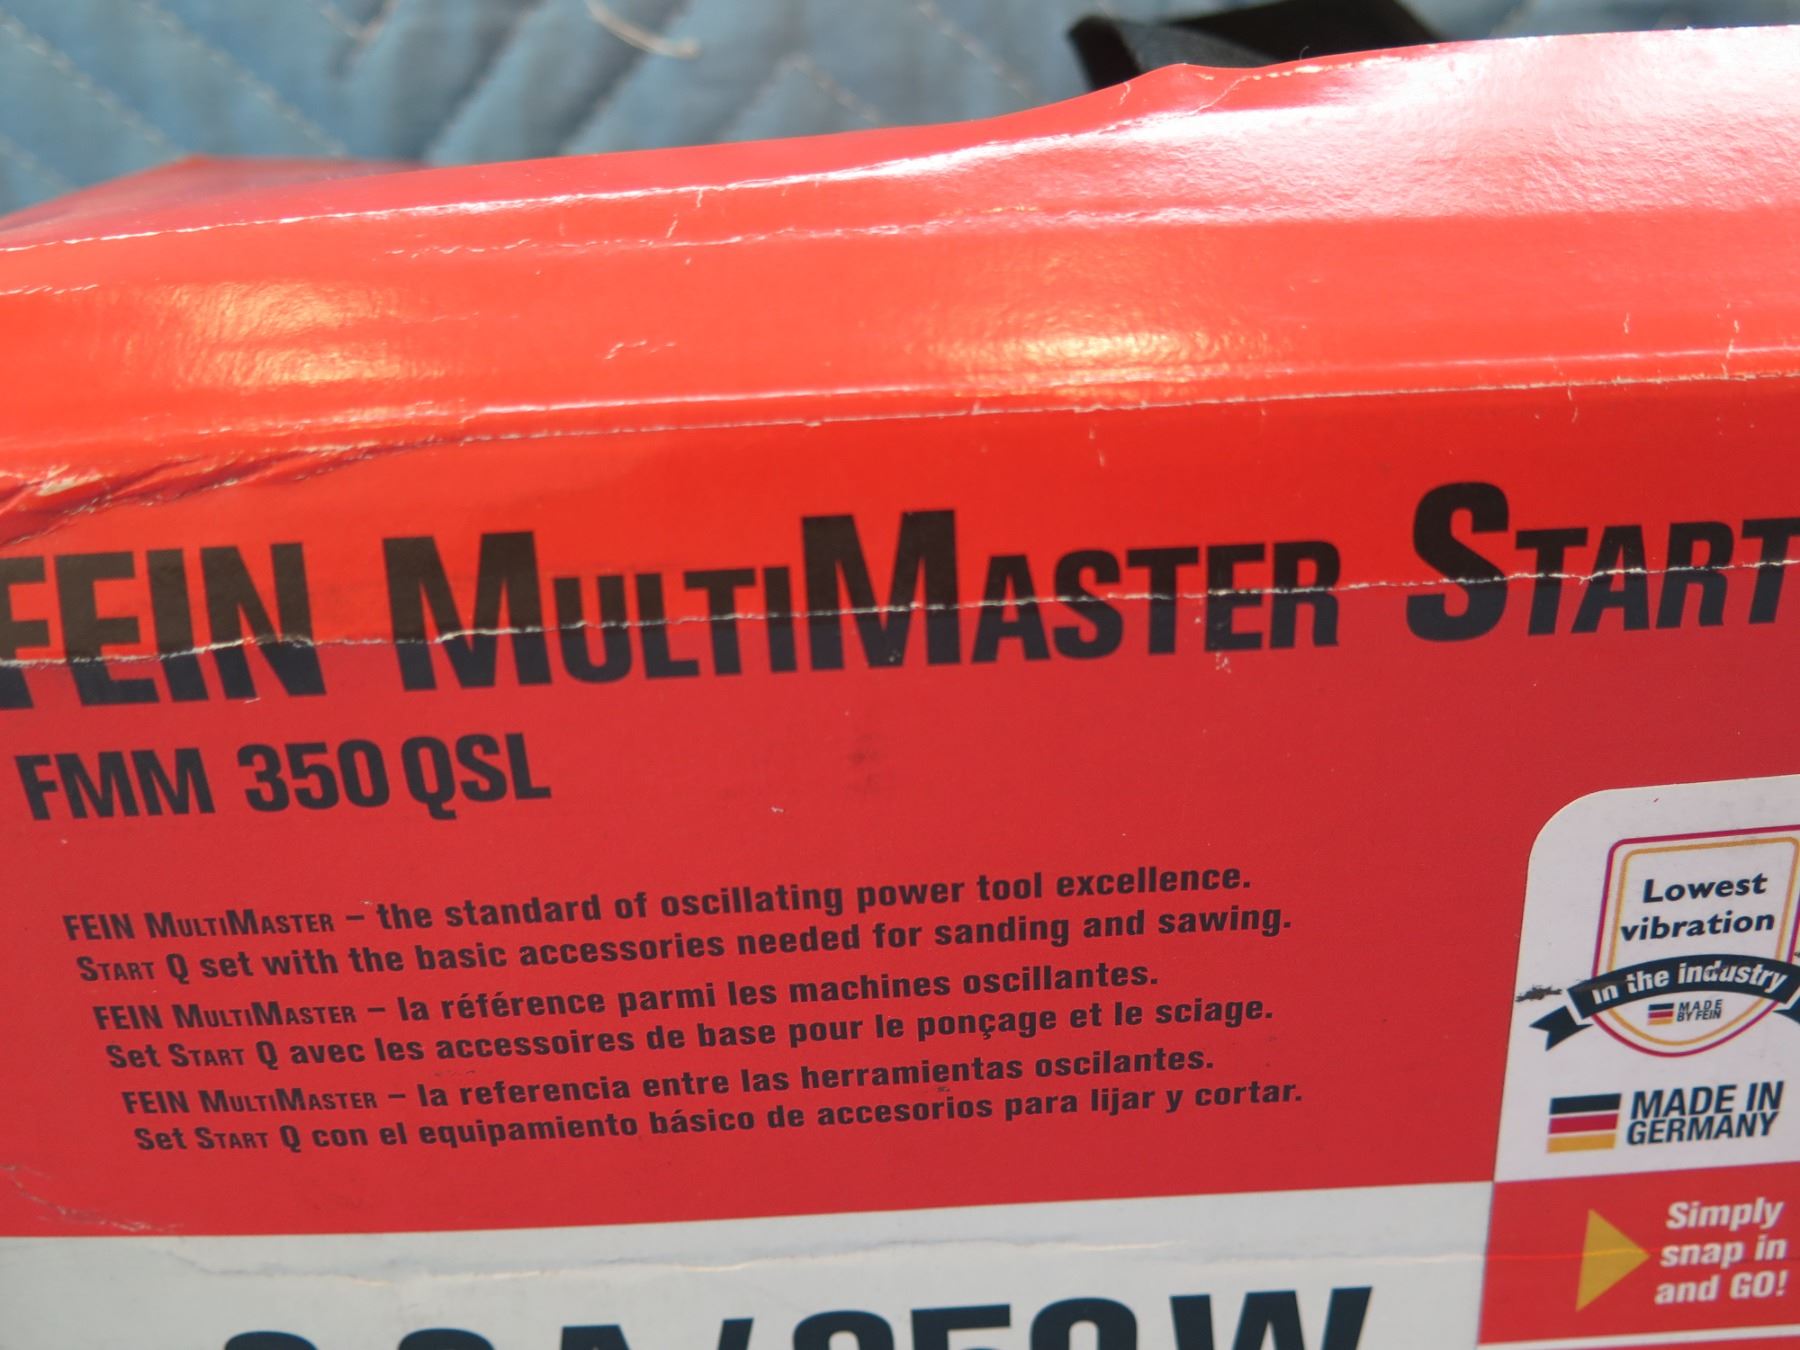 FEIN MULTIMASTER START
FMM 350 QSL
FEIN MULTIMASTER – the standard of oscillating power tool excellence.
START Q set with the basic accessories needed for sanding and sawing.
FEIN MULTIMASTER – la référence parmi les machines oscillantes.
Set START Q avec les accessoires de base pour le ponçage et le sciage.
FEIN MULTIMASTER – la referencia entre las herramientas oscilantes.
Set START Q con el equipamiento básico de accesorios para lijar y cortar.
Lowest
vibration
in the industry
MADE
BY FEIN
MADE IN
GERMANY
Simply
snap in
and GO!